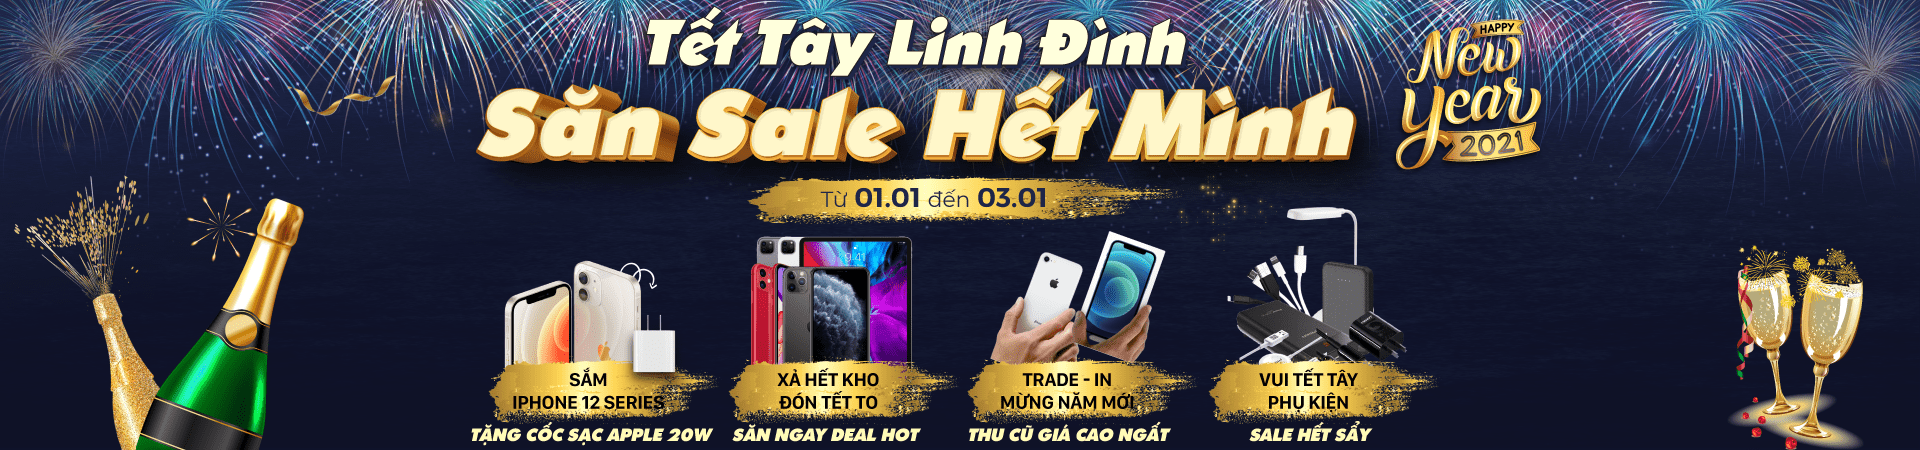 Tết Tây Linh Đình
Săn Sale Hết Mình
HAPPY
New
Year
2021
Từ 01.01 đến 03.01
9:41
SẮM
IPHONE 12 SERIES
TẶNG CỐC SẠC APPLE 20W
XẢ HẾT KHO
ĐÓN TẾT TO
SĂN NGAY DEAL HOT
TRADE - IN
MỪNG NĂM MỚI
THU CŨ GIÁ CAO NGẤT
VUI TẾT TÂY
PHỤ KIỆN
SALE HẾT SẨY